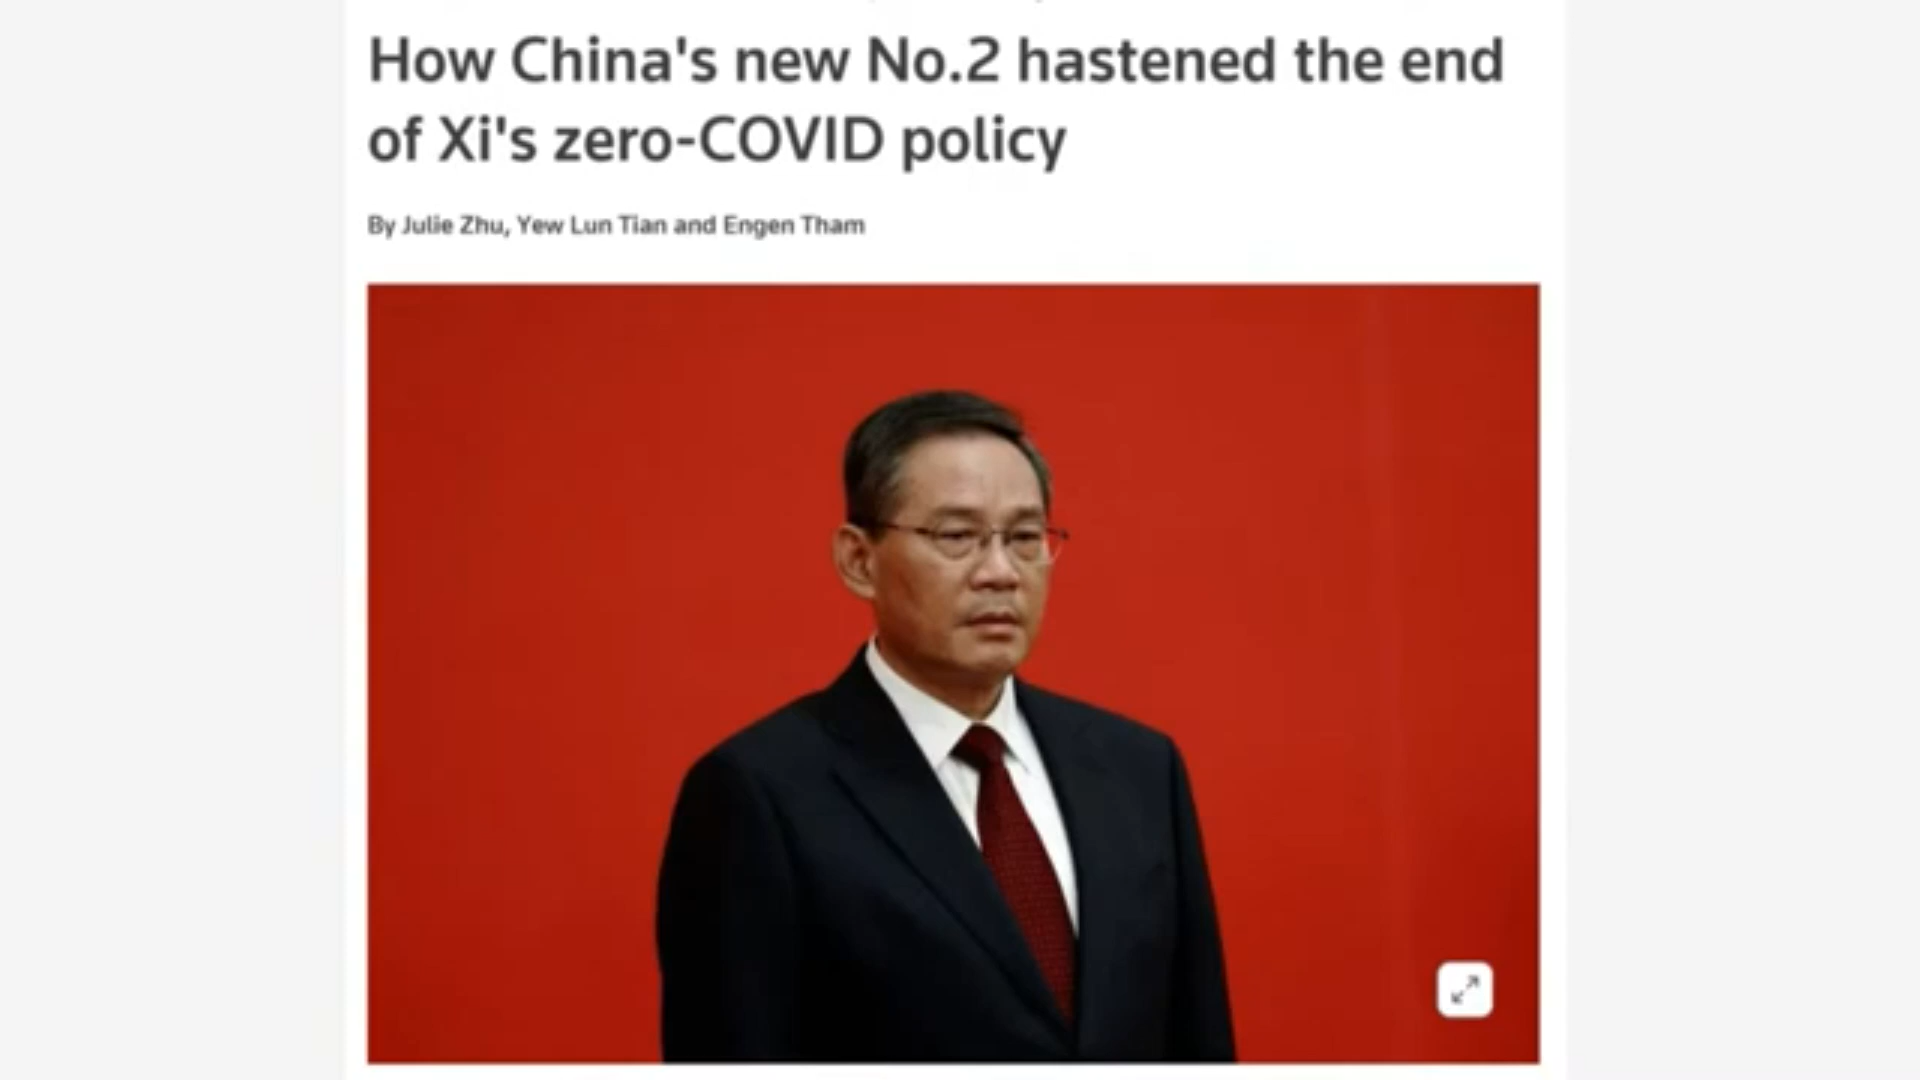 How China's new No.2 hastened the end
of Xi's zero-COVID policy
By Julie Zhu, Yew Lun Tian and Engen Tham